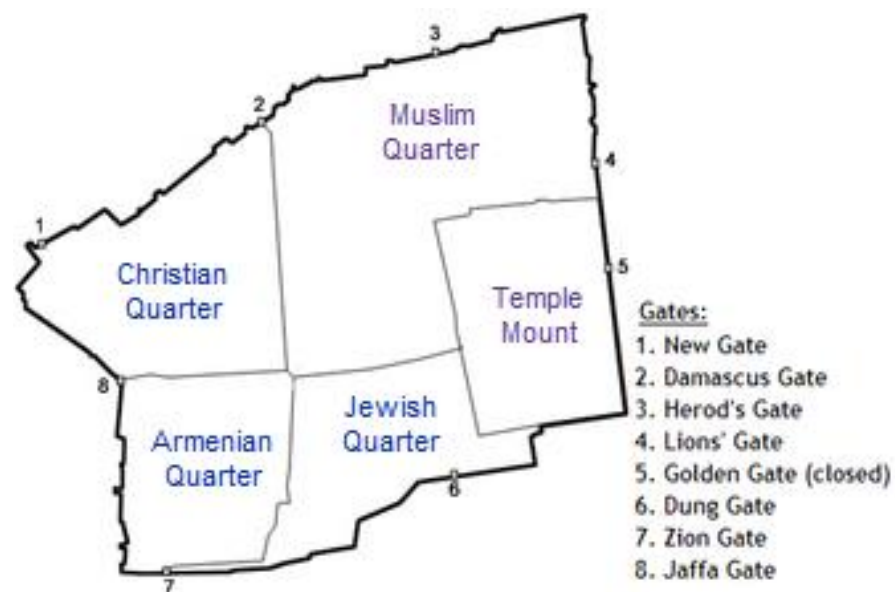 3
2
Muslim
Quarter
4
1
Christian
Quarter
5
Temple
Mount
8
Jewish
Quarter
Armenian
Quarter
6
7
Gates:
1. New Gate
2. Damascus Gate
3. Herod's Gate
4. Lions' Gate
5. Golden Gate (closed)
6. Dung Gate
7. Zion Gate
8. Jaffa Gate